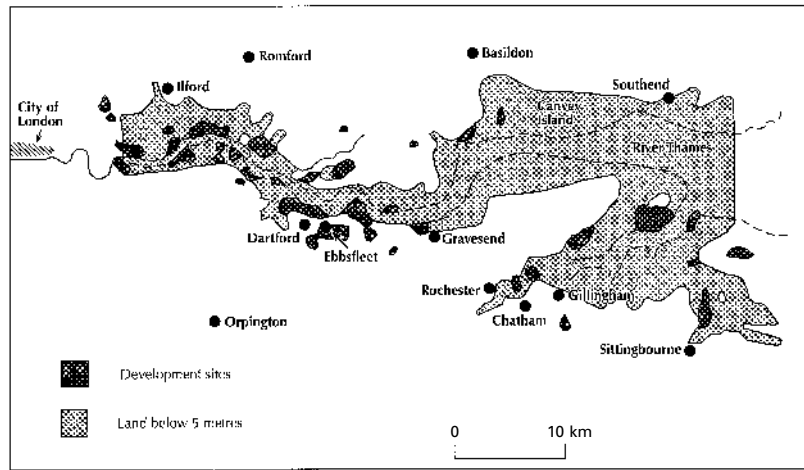 Romford
Basildon
Ilford
Southend
City of
London
Canvey
Island
River Thames
Dartford
Ebbsfleet
Gravesend
Rochester
Gillingham
Chatham
Orpington
Sittingbourne
Development sites
Land below 5 metres
0 10 km